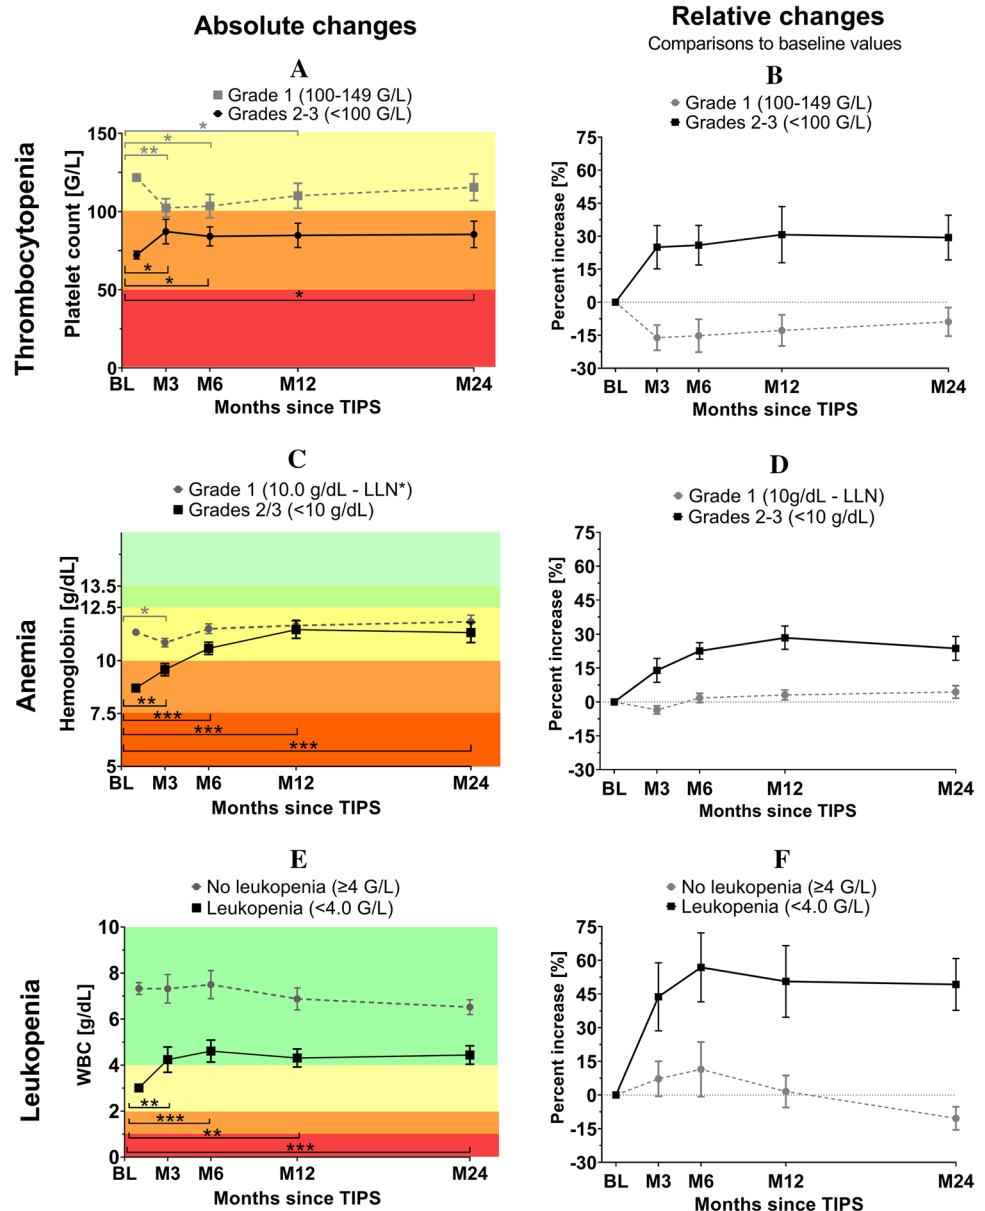 Absolute changes
Relative changes
Comparisons to baseline values
Thrombocytopenia
A
Grade 1 (100-149 G/L)
Grades 2-3 (<100 G/L)
Platelet count [G/L]
150
100
50
0
*
*
**
*
*
*
BL M3 M6 M12 M24
Months since TIPS
B
Grade 1 (100-149 G/L)
Grades 2-3 (<100 G/L)
Percent increase [%]
75
60
45
30
15
0
-15
-30
BL M3 M6 M12 M24
Months since TIPS
Anemia
C
Grade 1 (10.0 g/dL - LLN*)
Grades 2/3 (<10 g/dL)
Hemoglobin [g/dL]
13.5
12.5
10
7.5
5
*
**
***
***
***
BL M3 M6 M12 M24
Months since TIPS
D
Grade 1 (10g/dL - LLN)
Grades 2-3 (<10 g/dL)
Percent increase [%]
75
60
45
30
15
0
-15
-30
BL M3 M6 M12 M24
Months since TIPS
Leukopenia
E
No leukopenia (≥4 G/L)
Leukopenia (<4.0 G/L)
WBC [g/dL]
10
8
6
4
2
0
**
***
**
***
BL M3 M6 M12 M24
Months since TIPS
F
No leukopenia (≥4 G/L)
Leukopenia (<4.0 G/L)
Percent increase [%]
75
60
45
30
15
0
-15
-30
BL M3 M6 M12 M24
Months since TIPS